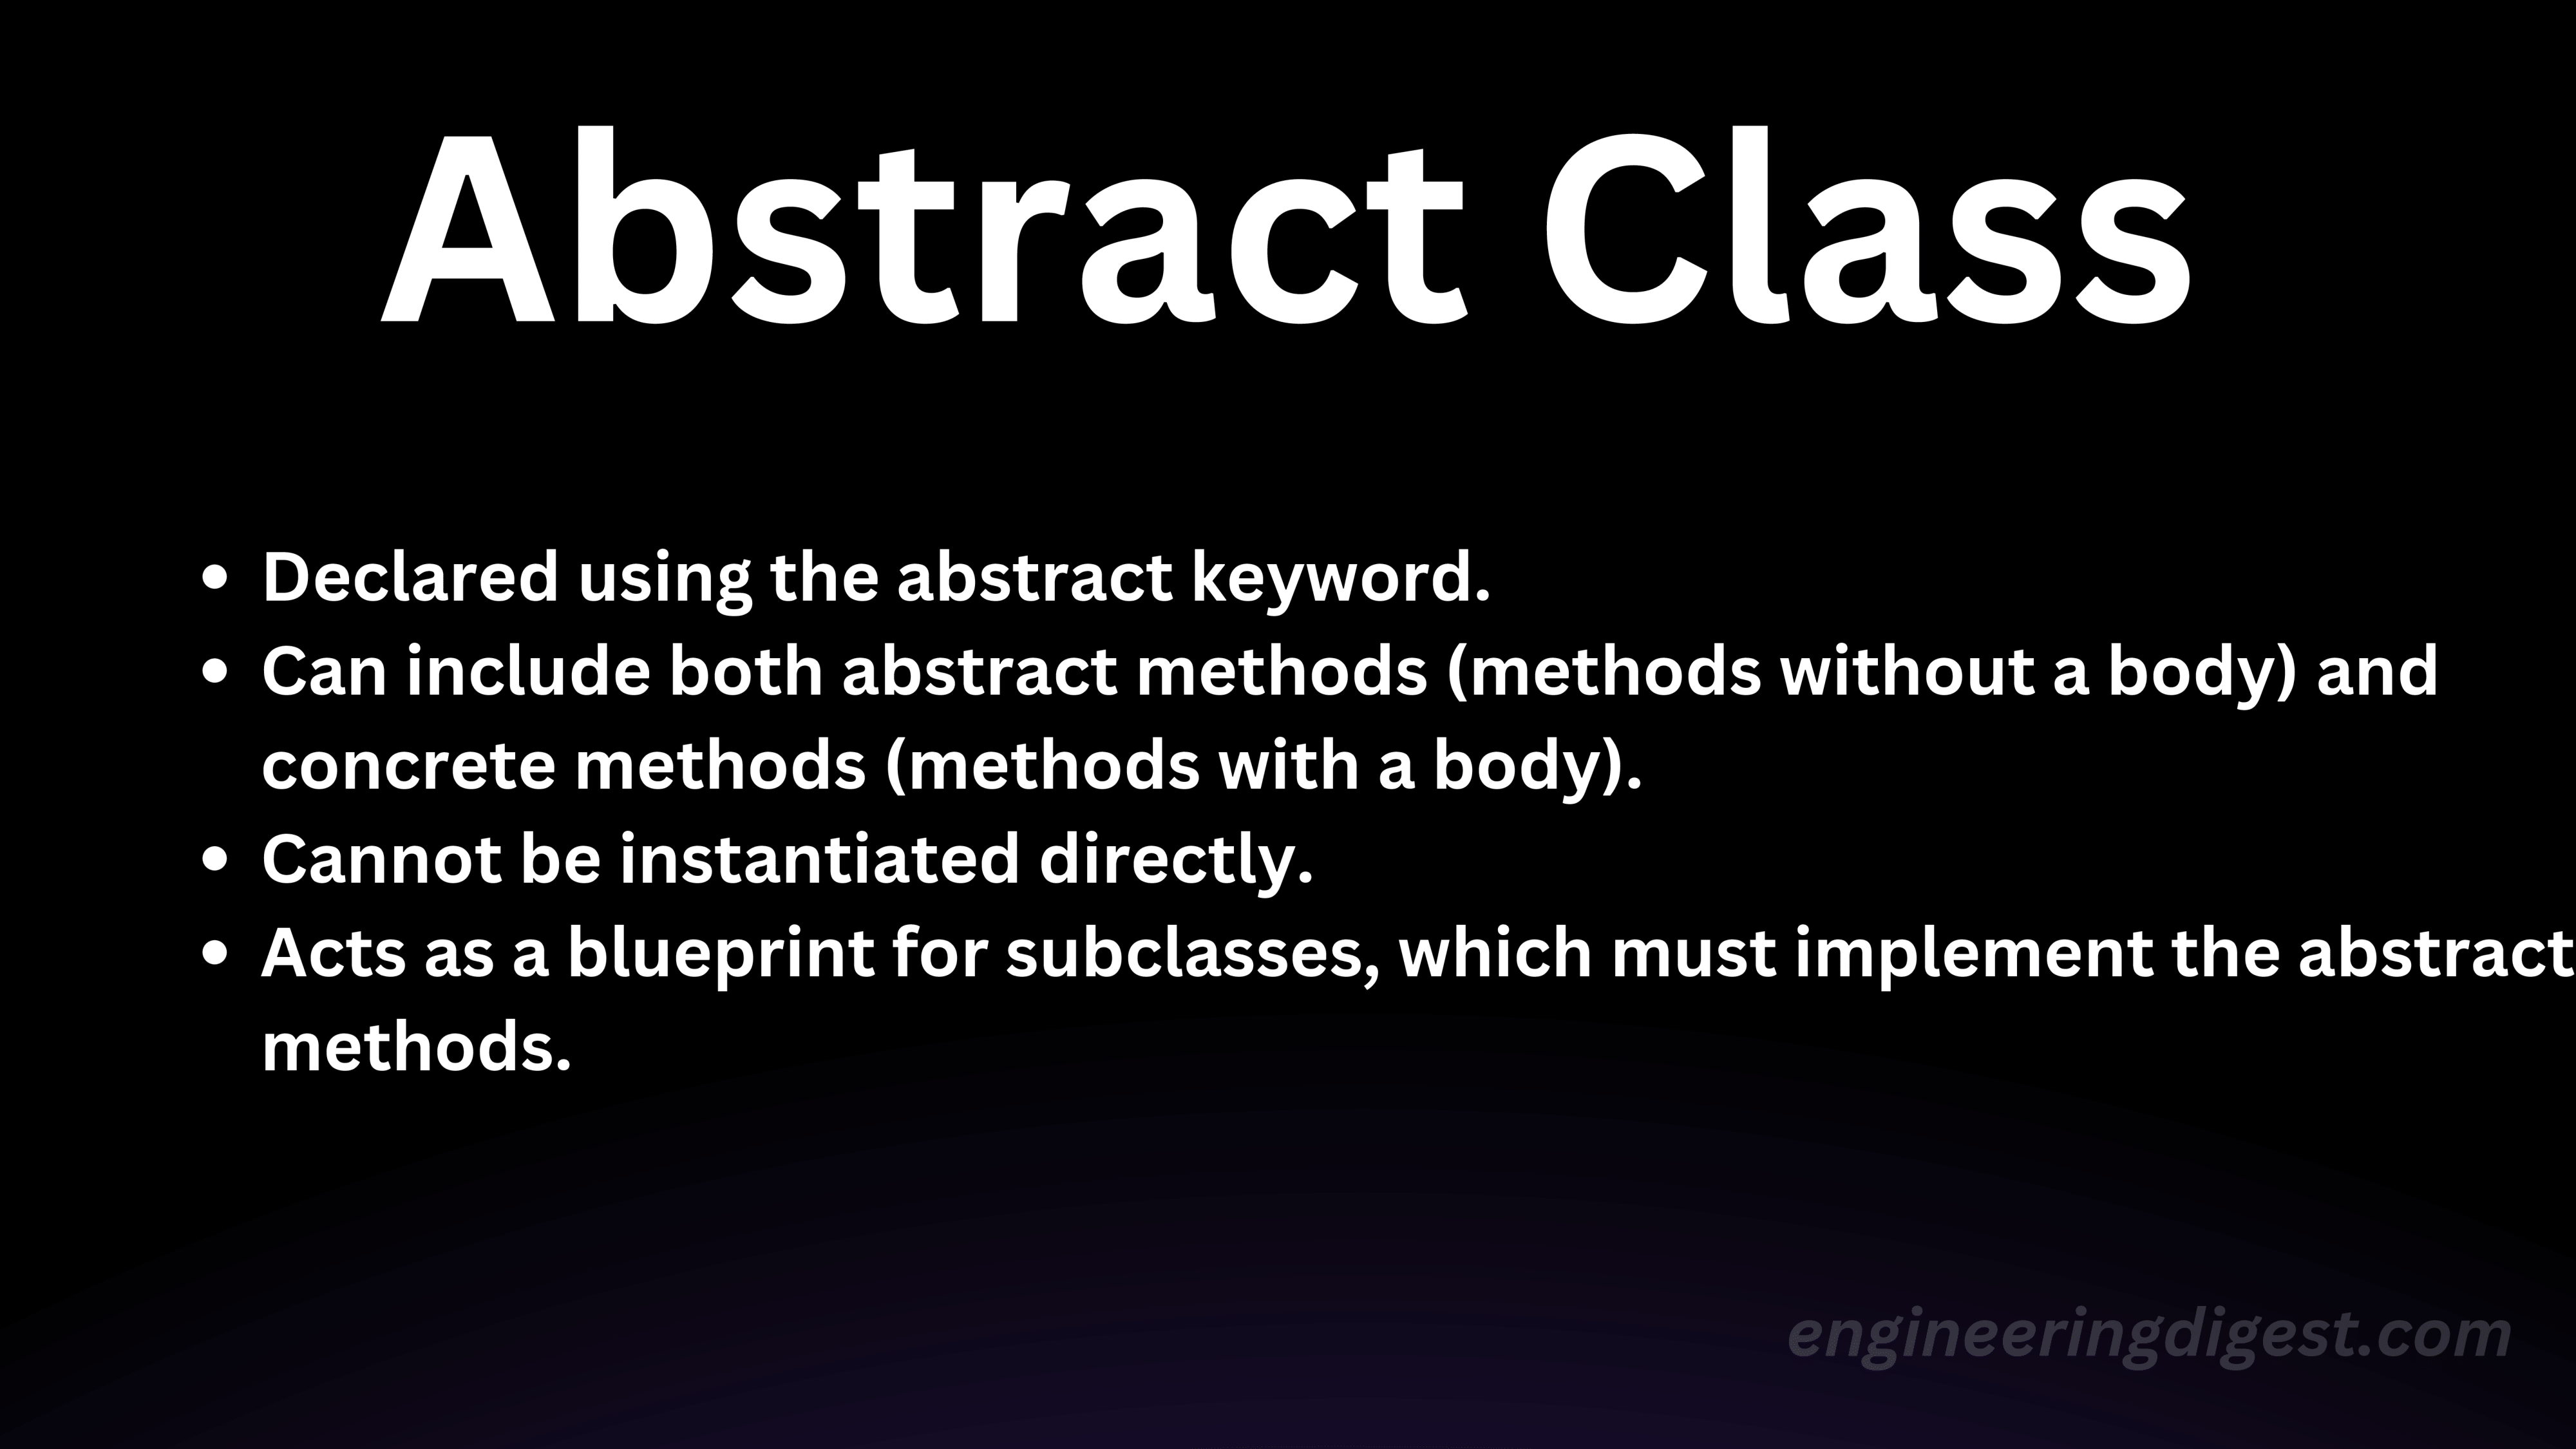 Abstract Class
• Declared using the abstract keyword.
• Can include both abstract methods (methods without a body) and
concrete methods (methods with a body).
• Cannot be instantiated directly.
• Acts as a blueprint for subclasses, which must implement the abstract
methods.
engineeringdigest.com